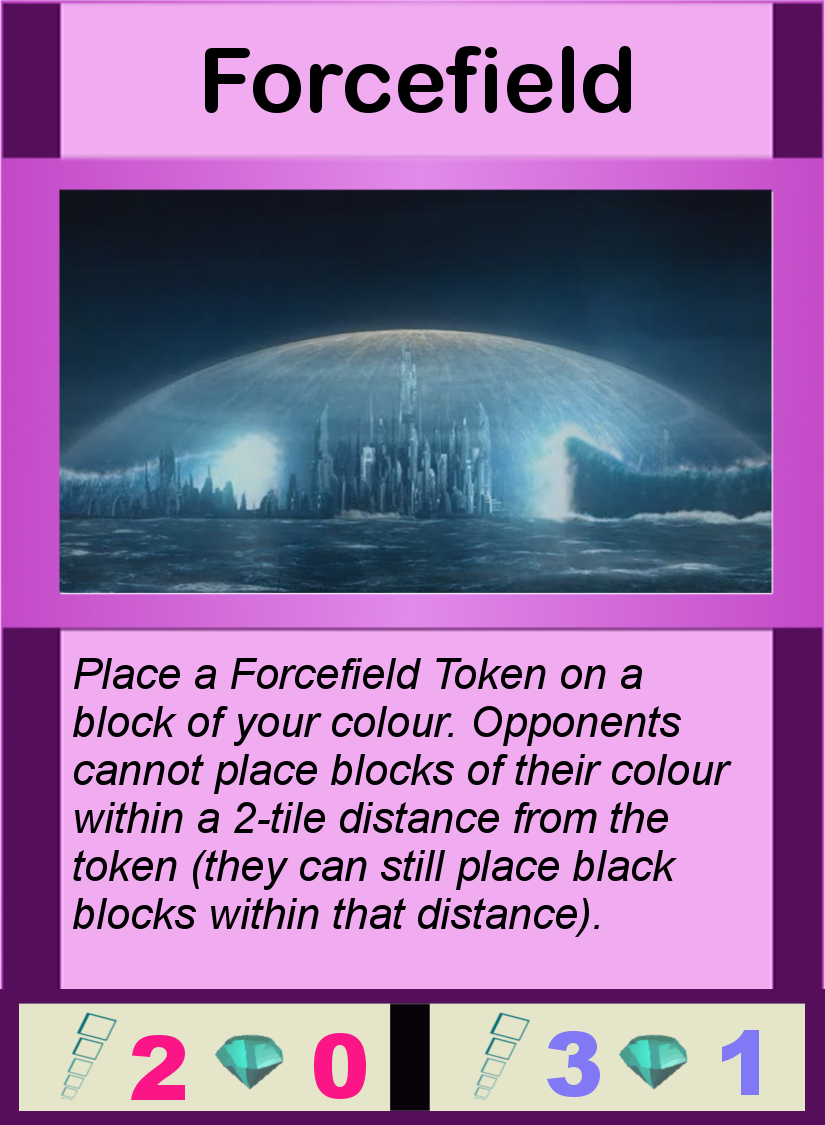 Forcefield
Place a Forcefield Token on a
block of your colour. Opponents
cannot place blocks of their colour
within a 2-tile distance from the
token (they can still place black
blocks within that distance).
2 0 3 1